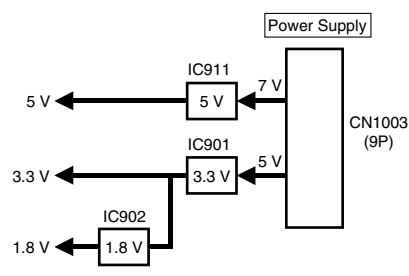 Power Supply
IC911
7 V
5 V
5 V
CN1003
(9P)
IC901
5 V
3.3 V
3.3 V
IC902
1.8 V
1.8 V